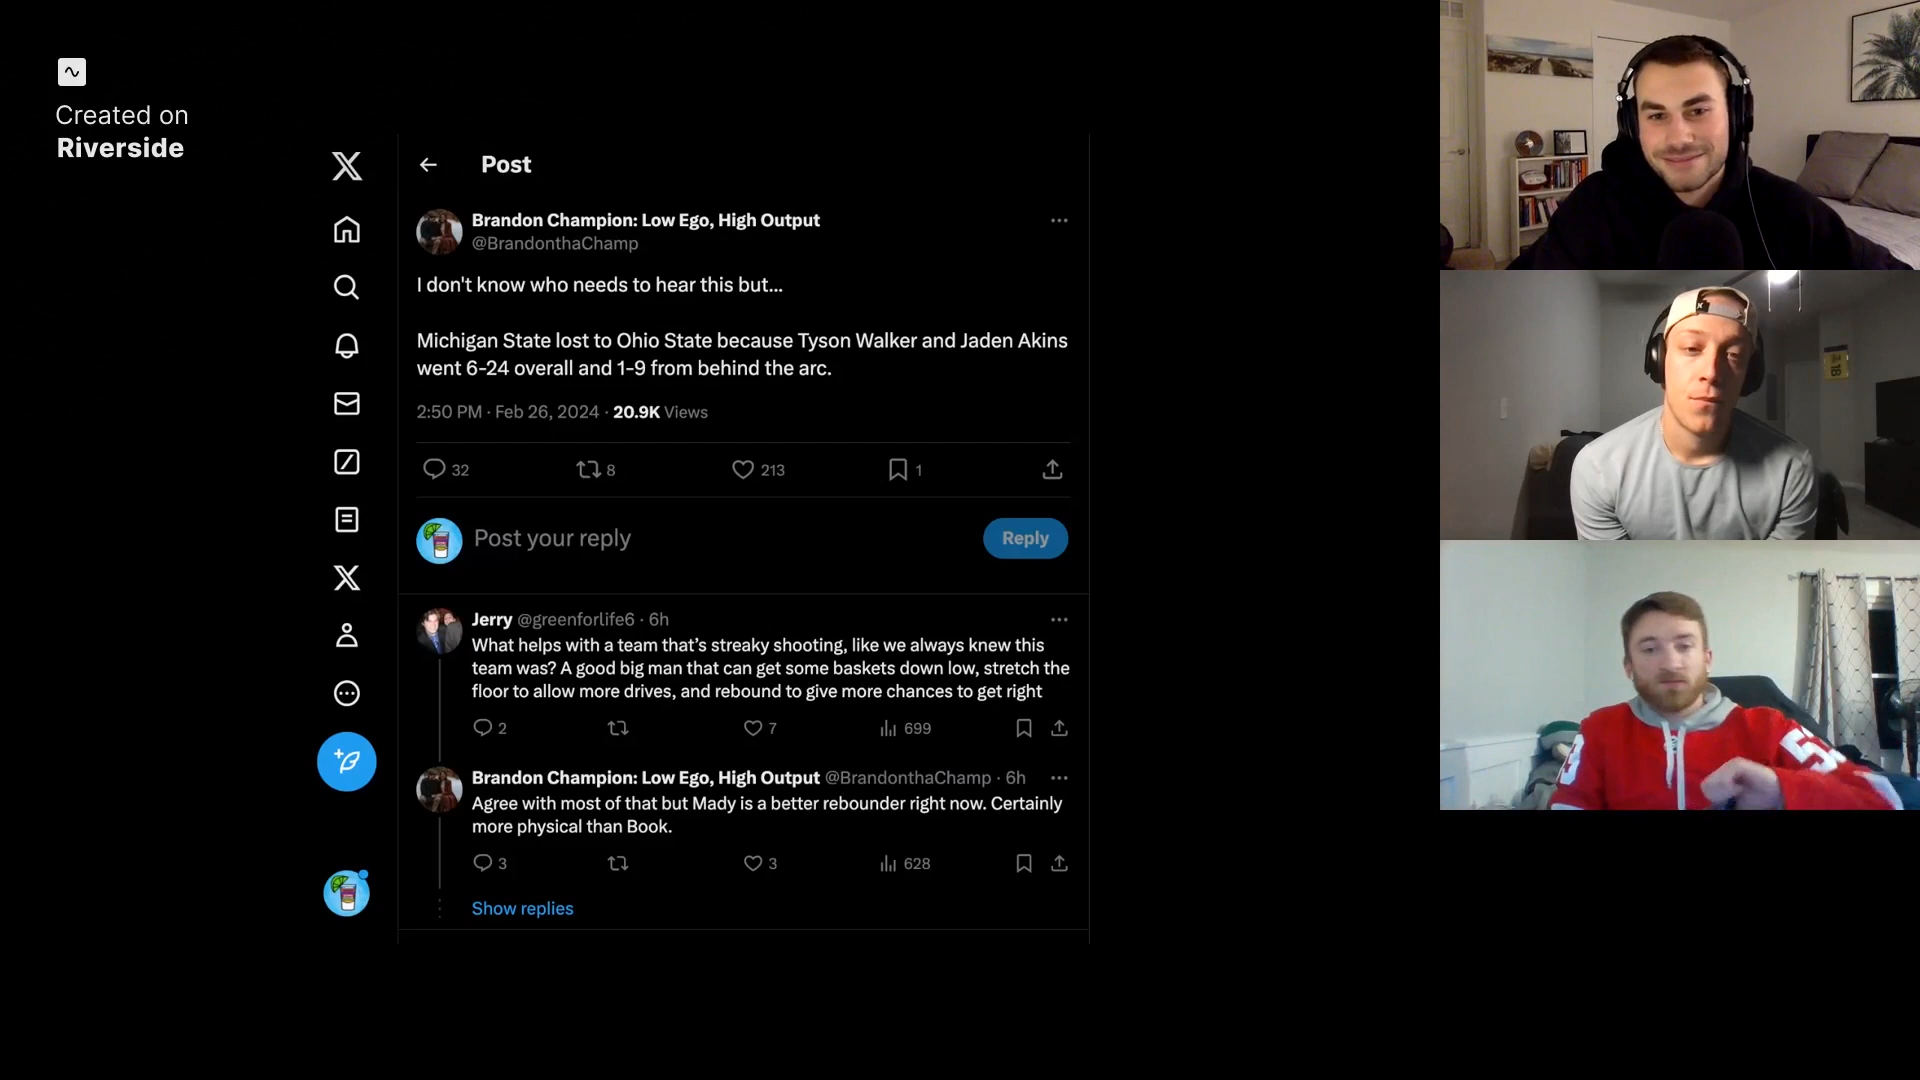 Created on
Riverside
Post
Brandon Champion: Low Ego, High Output
@BrandonthaChamp
I don't know who needs to hear this but...
Michigan State lost to Ohio State because Tyson Walker and Jaden Akins
went 6-24 overall and 1-9 from behind the arc.
2:50 PM · Feb 26, 2024 · 20.9K Views
32 8 213 1
Post your reply
Reply
Jerry @greenforlife6 · 6h
What helps with a team that’s streaky shooting, like we always knew this
team was? A good big man that can get some baskets down low, stretch the
floor to allow more drives, and rebound to give more chances to get right
2 7 699
Brandon Champion: Low Ego, High Output @BrandonthaChamp · 6h
Agree with most of that but Mady is a better rebounder right now. Certainly
more physical than Book.
3 3 628
Show replies